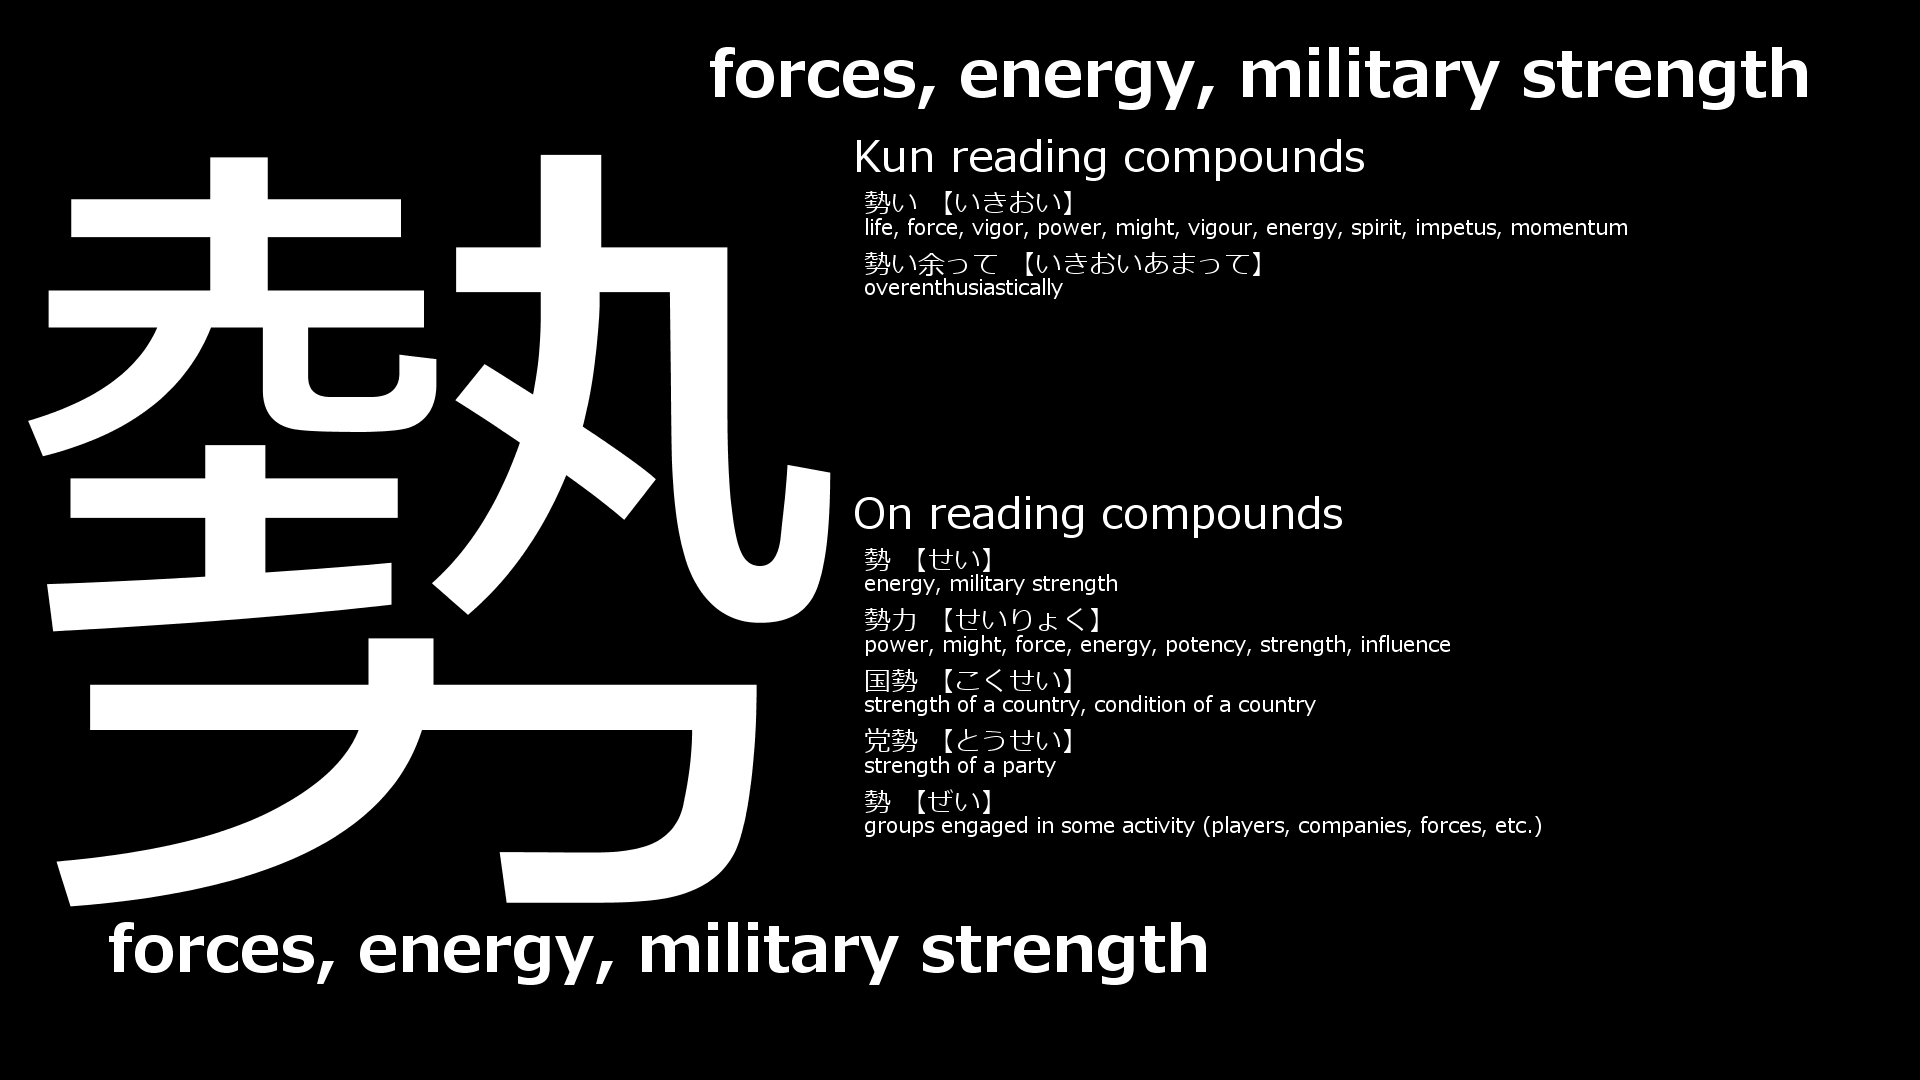 forces, energy, military strength
勢
Kun reading compounds
勢い 【いきおい】
life, force, vigor, power, might, vigour, energy, spirit, impetus, momentum
勢い余って 【いきおいあまって】
overenthusiastically
On reading compounds
勢 【せい】
energy, military strength
勢力 【せいりょく】
power, might, force, energy, potency, strength, influence
国勢 【こくせい】
strength of a country, condition of a country
党勢 【とうせい】
strength of a party
勢 【ぜい】
groups engaged in some activity (players, companies, forces, etc.)
forces, energy, military strength